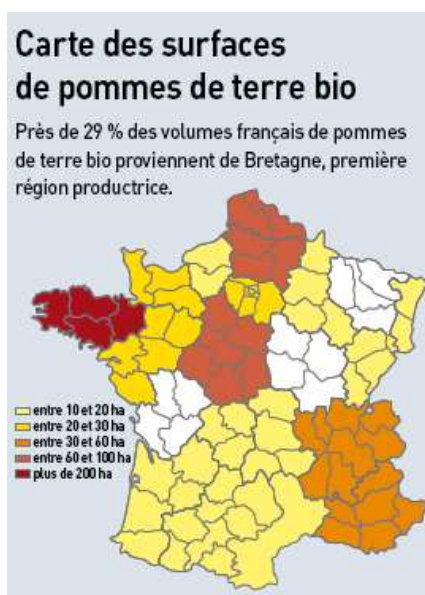 Carte des surfaces
de pommes de terre bio
Près de 29 % des volumes français de pommes
de terre bio proviennent de Bretagne, première
région productrice.
entre 10 et 20 ha
entre 20 et 30 ha
entre 30 et 60 ha
entre 60 et 100 ha
plus de 200 ha